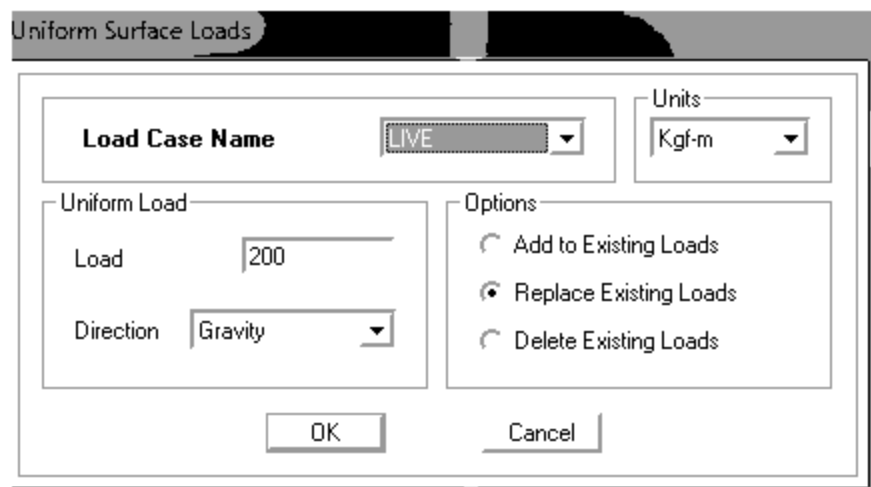 Uniform Surface Loads
Load Case Name
LIVE
Units
Kgf-m
Uniform Load
Load
200
Direction
Gravity
Options
Add to Existing Loads
Replace Existing Loads
Delete Existing Loads
OK
Cancel